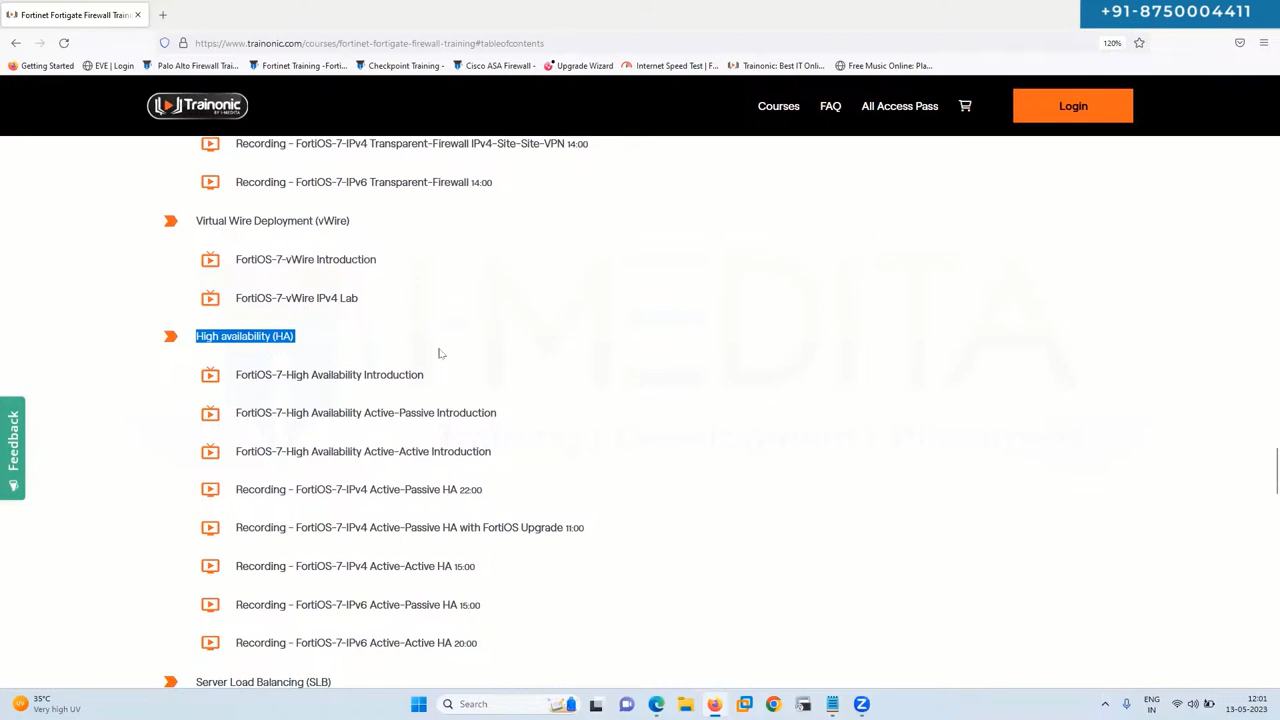 Fortinet Fortigate Firewall Train
+91-8750004411
https://www.trainonic.com/courses/fortinet-fortigate-firewall-training#tableofcontents
120%
Getting Started
EVE | Login
Palo Alto Firewall Trai...
Fortinet Training -Forti...
Checkpoint Training -
Cisco ASA Firewall -
Upgrade Wizard
Internet Speed Test | F...
Trainonic: Best IT Onli...
Free Music Online: Pla...
Trainonic
Courses
FAQ
All Access Pass
Login
Recording - FortiOS-7-IPv4 Transparent-Firewall IPv4-Site-Site-VPN 14:00
Recording - FortiOS-7-IPv6 Transparent-Firewall 14:00
Virtual Wire Deployment (vWire)
FortiOS-7-vWire Introduction
FortiOS-7-vWire IPv4 Lab
I-MEDITA
High availability (HA)
FortiOS-7-High Availability Introduction
FortiOS-7-High Availability Active-Passive Introduction
FortiOS-7-High Availability Active-Active Introduction
Feedback
Recording - FortiOS-7-IPv4 Active-Passive HA 22:00
Recording - FortiOS-7-IPv4 Active-Passive HA with FortiOS Upgrade 11:00
Recording - FortiOS-7-IPv4 Active-Active HA 15:00
Recording - FortiOS-7-IPv6 Active-Passive HA 15:00
Recording - FortiOS-7-IPv6 Active-Active HA 20:00
Server Load Balancing (SLB)
35°C
Very high UV
Search
ENG
IN
12:01
13-05-2023